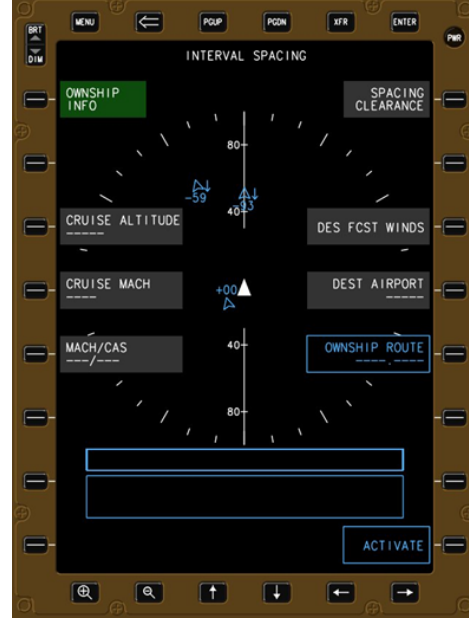 BRT
DIM
MENU
PGUP
PGDN
XFR
ENTER
PWR
INTERVAL SPACING
OWNSHIP
INFO
SPACING
CLEARANCE
80
-59
-93
40
CRUISE ALTITUDE
-----
DES FCST WINDS
CRUISE MACH
----
+00
DEST AIRPORT
-----
MACH/CAS
---/---
40
OWNSHIP ROUTE
----.----
80
ACTIVATE